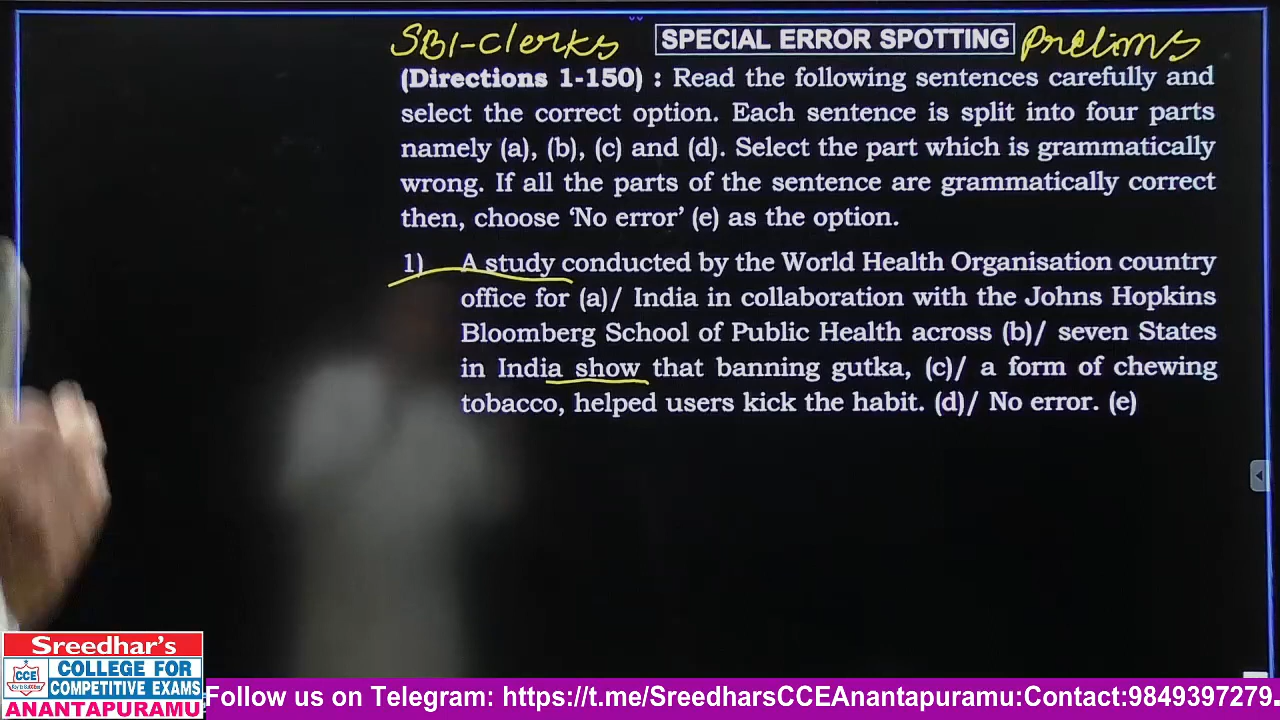 SBI-Clerks SPECIAL ERROR SPOTTING Prelims
(Directions 1-150) : Read the following sentences carefully and
select the correct option. Each sentence is split into four parts
namely (a), (b), (c) and (d). Select the part which is grammatically
wrong. If all the parts of the sentence are grammatically correct
then, choose ‘No error’ (e) as the option.
1) A study conducted by the World Health Organisation country
office for (a)/ India in collaboration with the Johns Hopkins
Bloomberg School of Public Health across (b)/ seven States
in India show that banning gutka, (c)/ a form of chewing
tobacco, helped users kick the habit. (d)/ No error. (e)
Sreedhar's
CCE
COLLEGE FOR
COMPETITIVE EXAMS
ANANTAPURAMU
Follow us on Telegram: https://t.me/SreedharsCCEAnantapuramu:Contact:9849397279.